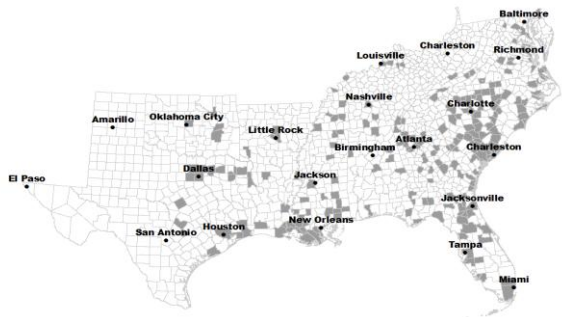 Baltimore
Charleston
Richmond
Louisville
Nashville
Charlotte
Amarillo
Oklahoma City
Little Rock
Atlanta
Birmingham
Charleston
Dallas
Jackson
El Paso
Jacksonville
New Orleans
Houston
San Antonio
Tampa
Miami